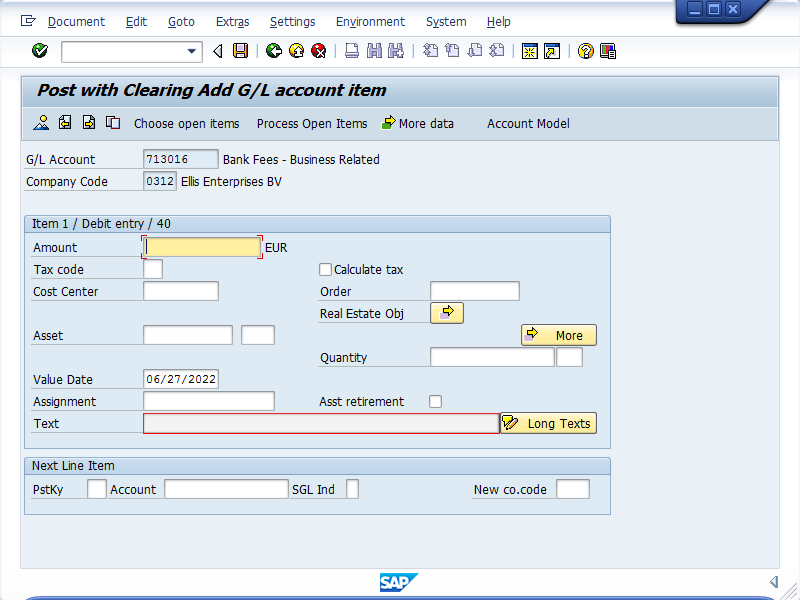 Document Edit Goto Extras Settings Environment System Help
Post with Clearing Add G/L account item
Choose open items Process Open Items More data Account Model
G/L Account 713016 Bank Fees - Business Related
Company Code 0312 Ellis Enterprises BV
Item 1 / Debit entry / 40
Amount EUR
Tax code Calculate tax
Cost Center Order
Real Estate Obj
Asset More
Quantity
Value Date 06/27/2022
Assignment Asst retirement
Text Long Texts
Next Line Item
PstKy Account SGL Ind New co.code
SAP